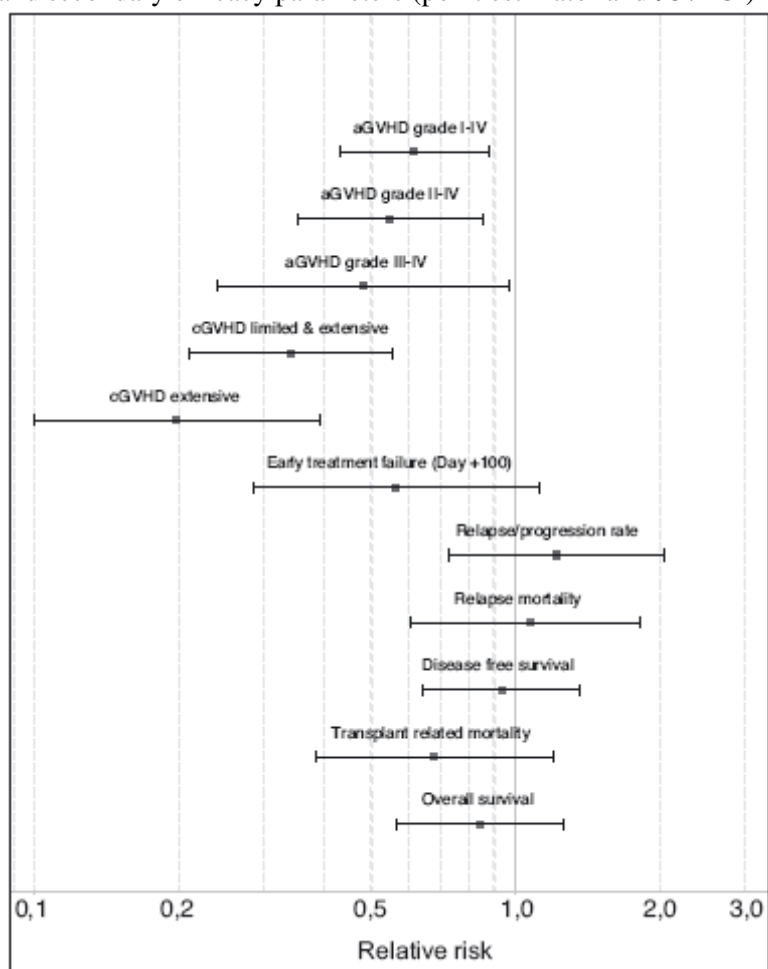 aGVHD grade I-IV
aGVHD grade II-IV
aGVHD grade III-IV
cGVHD limited & extensive
cGVHD extensive
Early treatment failure (Day +100)
Relapse/progression rate
Relapse mortality
Disease free survival
Transplant related mortality
Overall survival
0,1 0,2 0,5 1,0 2,0 3,0
Relative risk